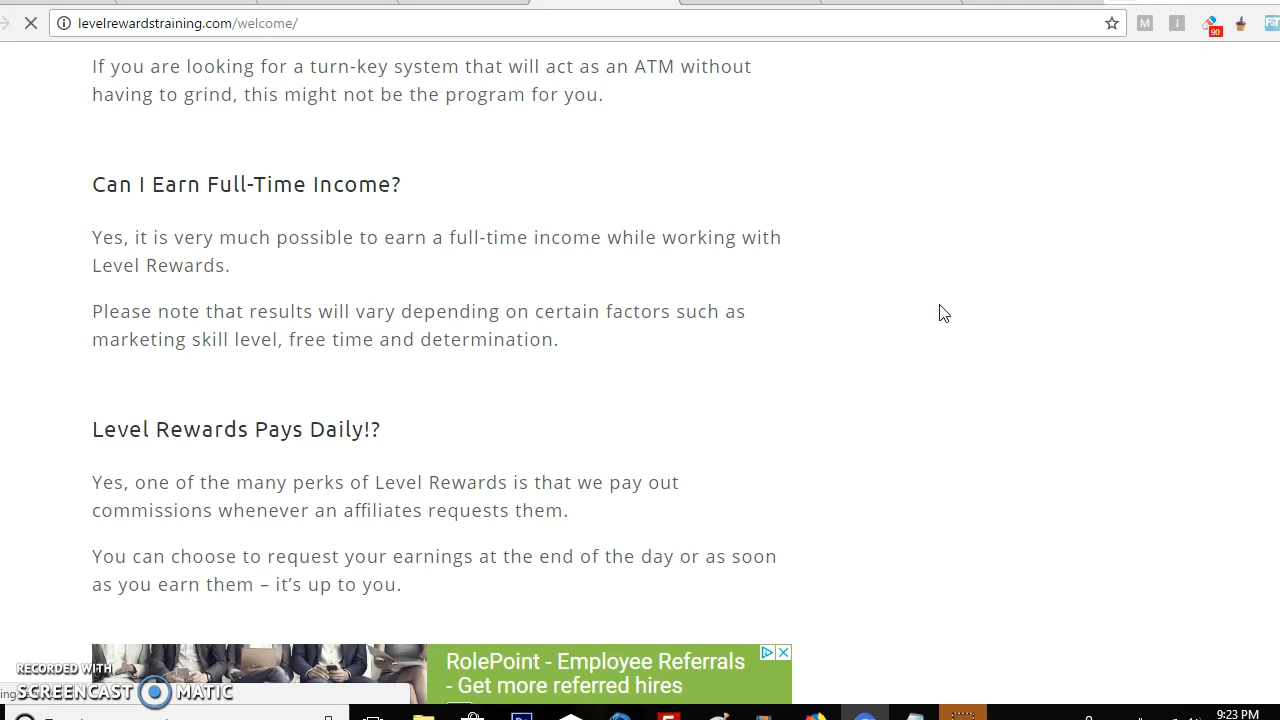 levelrewardstraining.com/welcome/
M
I
90
If you are looking for a turn-key system that will act as an ATM without
having to grind, this might not be the program for you.
Can I Earn Full-Time Income?
Yes, it is very much possible to earn a full-time income while working with
Level Rewards.
Please note that results will vary depending on certain factors such as
marketing skill level, free time and determination.
Level Rewards Pays Daily!?
Yes, one of the many perks of Level Rewards is that we pay out
commissions whenever an affiliates requests them.
You can choose to request your earnings at the end of the day or as soon
as you earn them – it's up to you.
RolePoint - Employee Referrals
- Get more referred hires
RECORDED WITH
SCREENCAST MATIC
9:23 PM